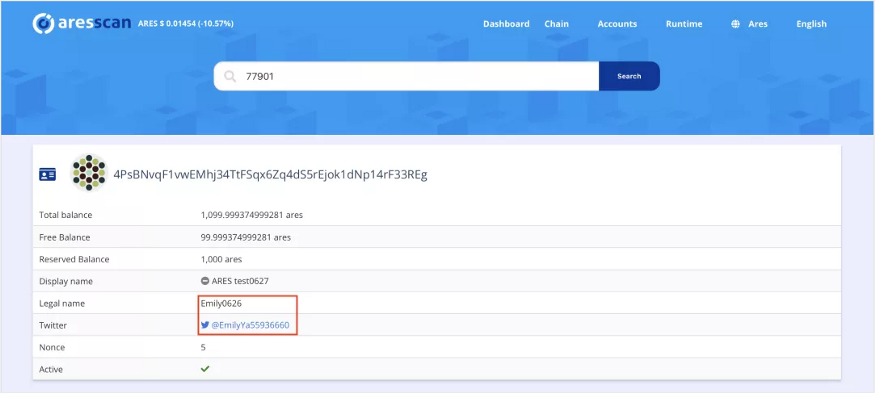 aresscan ARES $ 0.01454 (-10.57%) Dashboard Chain Accounts Runtime Ares English
77901 Search
4PsBNvqF1vwEMhj34TtFSqx6Zq4dS5rEjok1dNp14rF33REg
Total balance 1,099.999374999281 ares
Free Balance 99.999374999281 ares
Reserved Balance 1,000 ares
Display name ARES test0627
Legal name Emily0626
Twitter @EmilyYa55936660
Nonce 5
Active